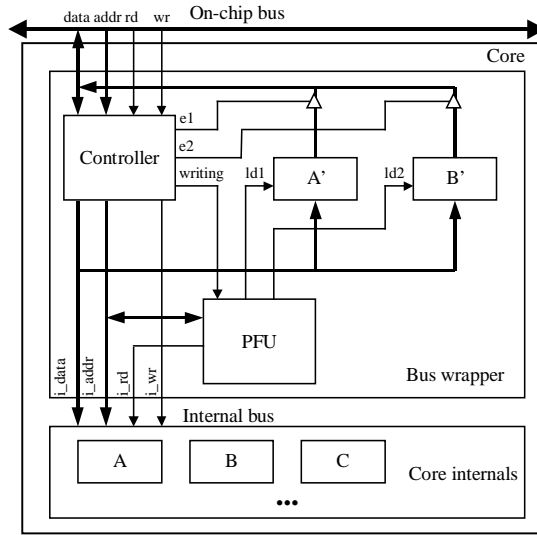 On-chip bus
data addr rd wr
Core
e1
e2
Controller
writing
ld1
A’
ld2
B’
PFU
i_data
i_addr
i_rd
i_wr
Bus wrapper
Internal bus
A
B
C
Core internals
...